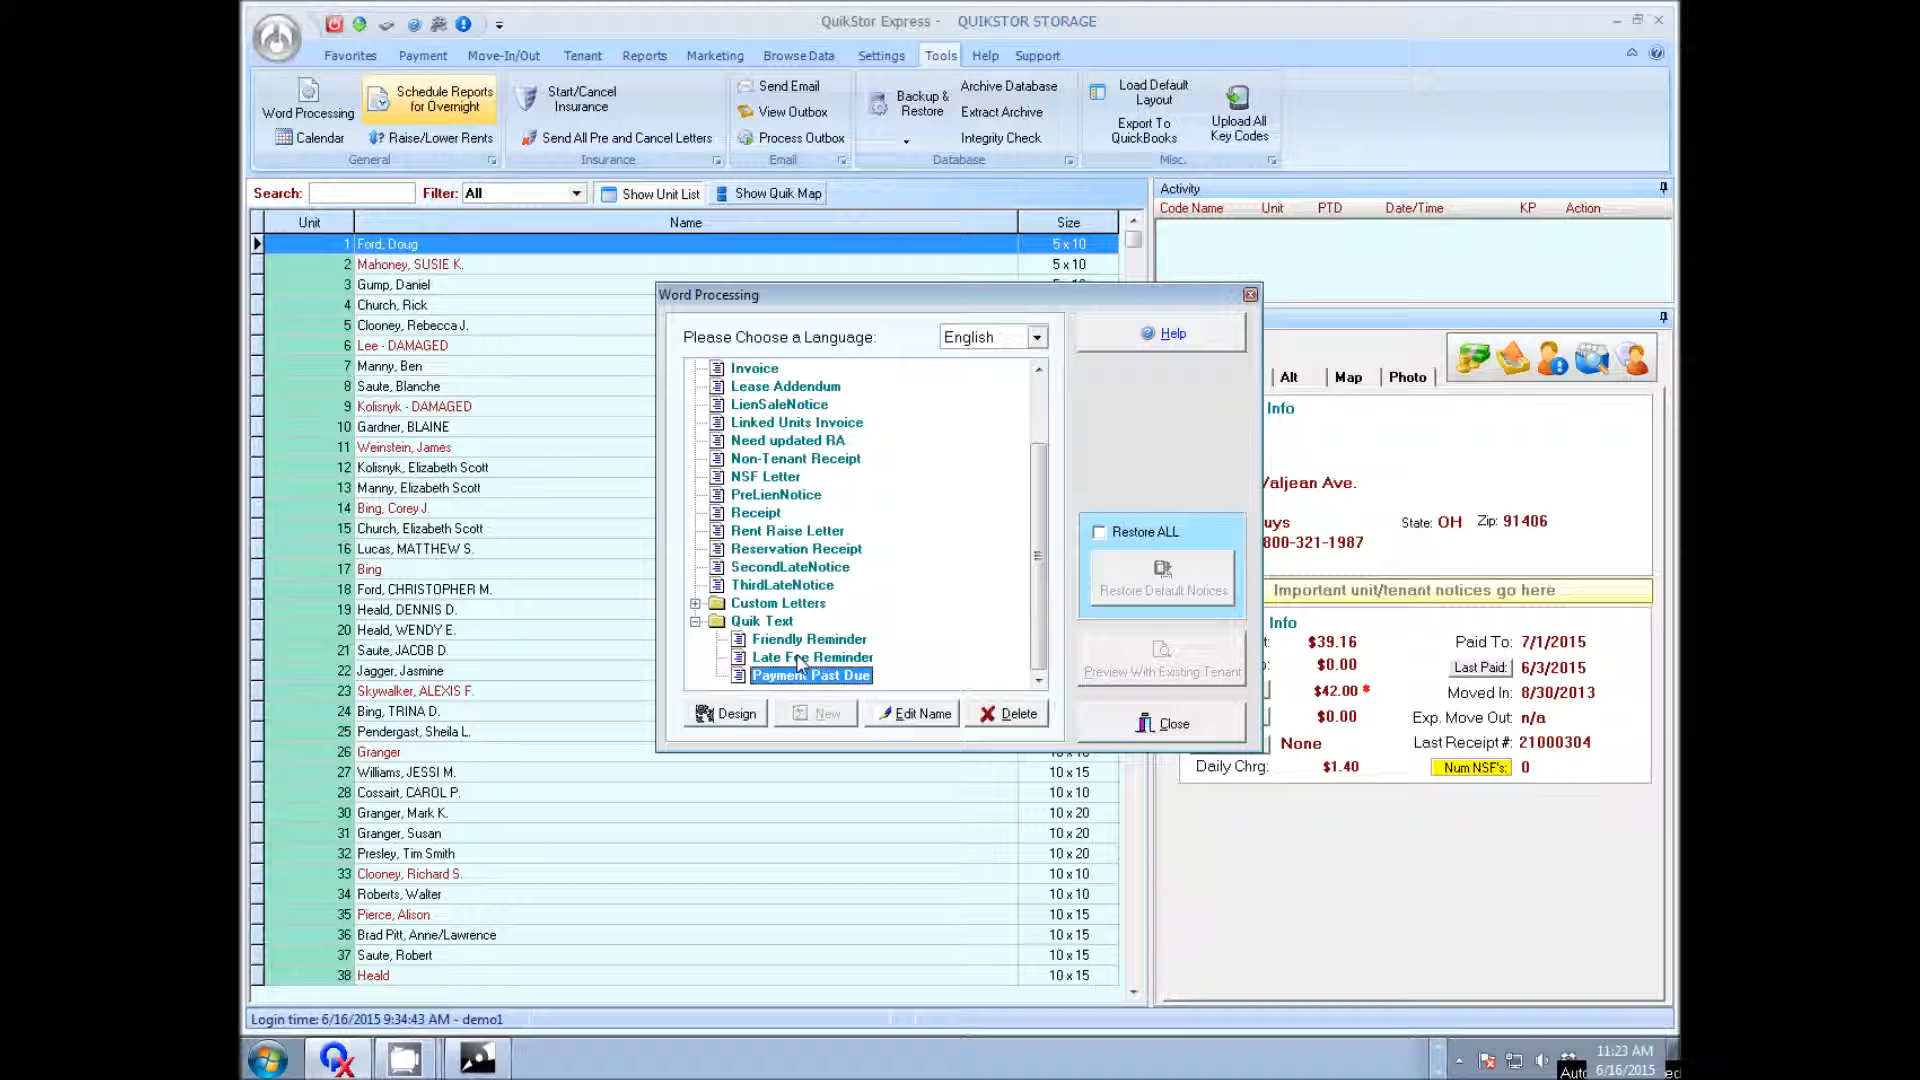 QuikStor Express - QUIKSTOR STORAGE
Favorites Payment Move-In/Out Tenant Reports Marketing Browse Data Settings Tools Help Support
Word Processing
Schedule Reports for Overnight
Calendar
Raise/Lower Rents
General
Start/Cancel Insurance
Send All Pre and Cancel Letters
Insurance
Send Email
View Outbox
Process Outbox
Email
Backup & Restore
Archive Database
Extract Archive
Integrity Check
Database
Load Default Layout
Export To QuickBooks
Upload All Key Codes
Misc.
Search: Filter: All Show Unit List Show Quik Map
Unit Name Size
1 Ford, Doug 5 x 10
2 Mahoney, SUSIE K. 5 x 10
3 Gump, Daniel
4 Church, Rick
5 Clooney, Rebecca J.
6 Lee - DAMAGED
7 Manny, Ben
8 Saute, Blanche
9 Kolisnyk - DAMAGED
10 Gardner, BLAINE
11 Weinstein, James
12 Kolisnyk, Elizabeth Scott
13 Manny, Elizabeth Scott
14 Bing, Corey J.
15 Church, Elizabeth Scott
16 Lucas, MATTHEW S.
17 Bing
18 Ford, CHRISTOPHER M.
19 Heald, DENNIS D.
20 Heald, WENDY E.
21 Saute, JACOB D.
22 Jagger, Jasmine
23 Skywalker, ALEXIS F.
24 Bing, TRINA D.
25 Pendergast, Sheila L.
26 Granger
27 Williams, JESSI M. 10 x 15
28 Cossairt, CAROL P. 10 x 10
30 Granger, Mark K. 10 x 20
31 Granger, Susan 10 x 20
32 Presley, Tim Smith 10 x 20
33 Clooney, Richard S. 10 x 10
34 Roberts, Walter 10 x 10
35 Pierce, Alison 10 x 15
36 Brad Pitt, Anne/Lawrence 10 x 15
37 Saute, Robert 10 x 15
38 Heald 10 x 15
Word Processing
Please Choose a Language: English
Invoice
Lease Addendum
LienSaleNotice
Linked Units Invoice
Need updated RA
Non-Tenant Receipt
NSF Letter
PreLienNotice
Receipt
Rent Raise Letter
Reservation Receipt
SecondLateNotice
ThirdLateNotice
Custom Letters
Quik Text
Friendly Reminder
Late Fee Reminder
Payment Past Due
Design New Edit Name Delete
Help
Restore ALL
Restore Default Notices
Preview With Existing Tenant
Close
Activity
Code Name Unit PTD Date/Time KP Action
Alt Map Photo
Info
Valjean Ave.
State: OH Zip: 91406
800-321-1987
Important unit/tenant notices go here
Info
$39.16 Paid To: 7/1/2015
$0.00 Last Paid: 6/3/2015
$42.00 * Moved In: 8/30/2013
$0.00 Exp. Move Out: n/a
None Last Receipt #: 21000304
Daily Chrg: $1.40 Num NSF's: 0
Login time: 6/16/2015 9:34:43 AM - demo1
11:23 AM
6/16/2015